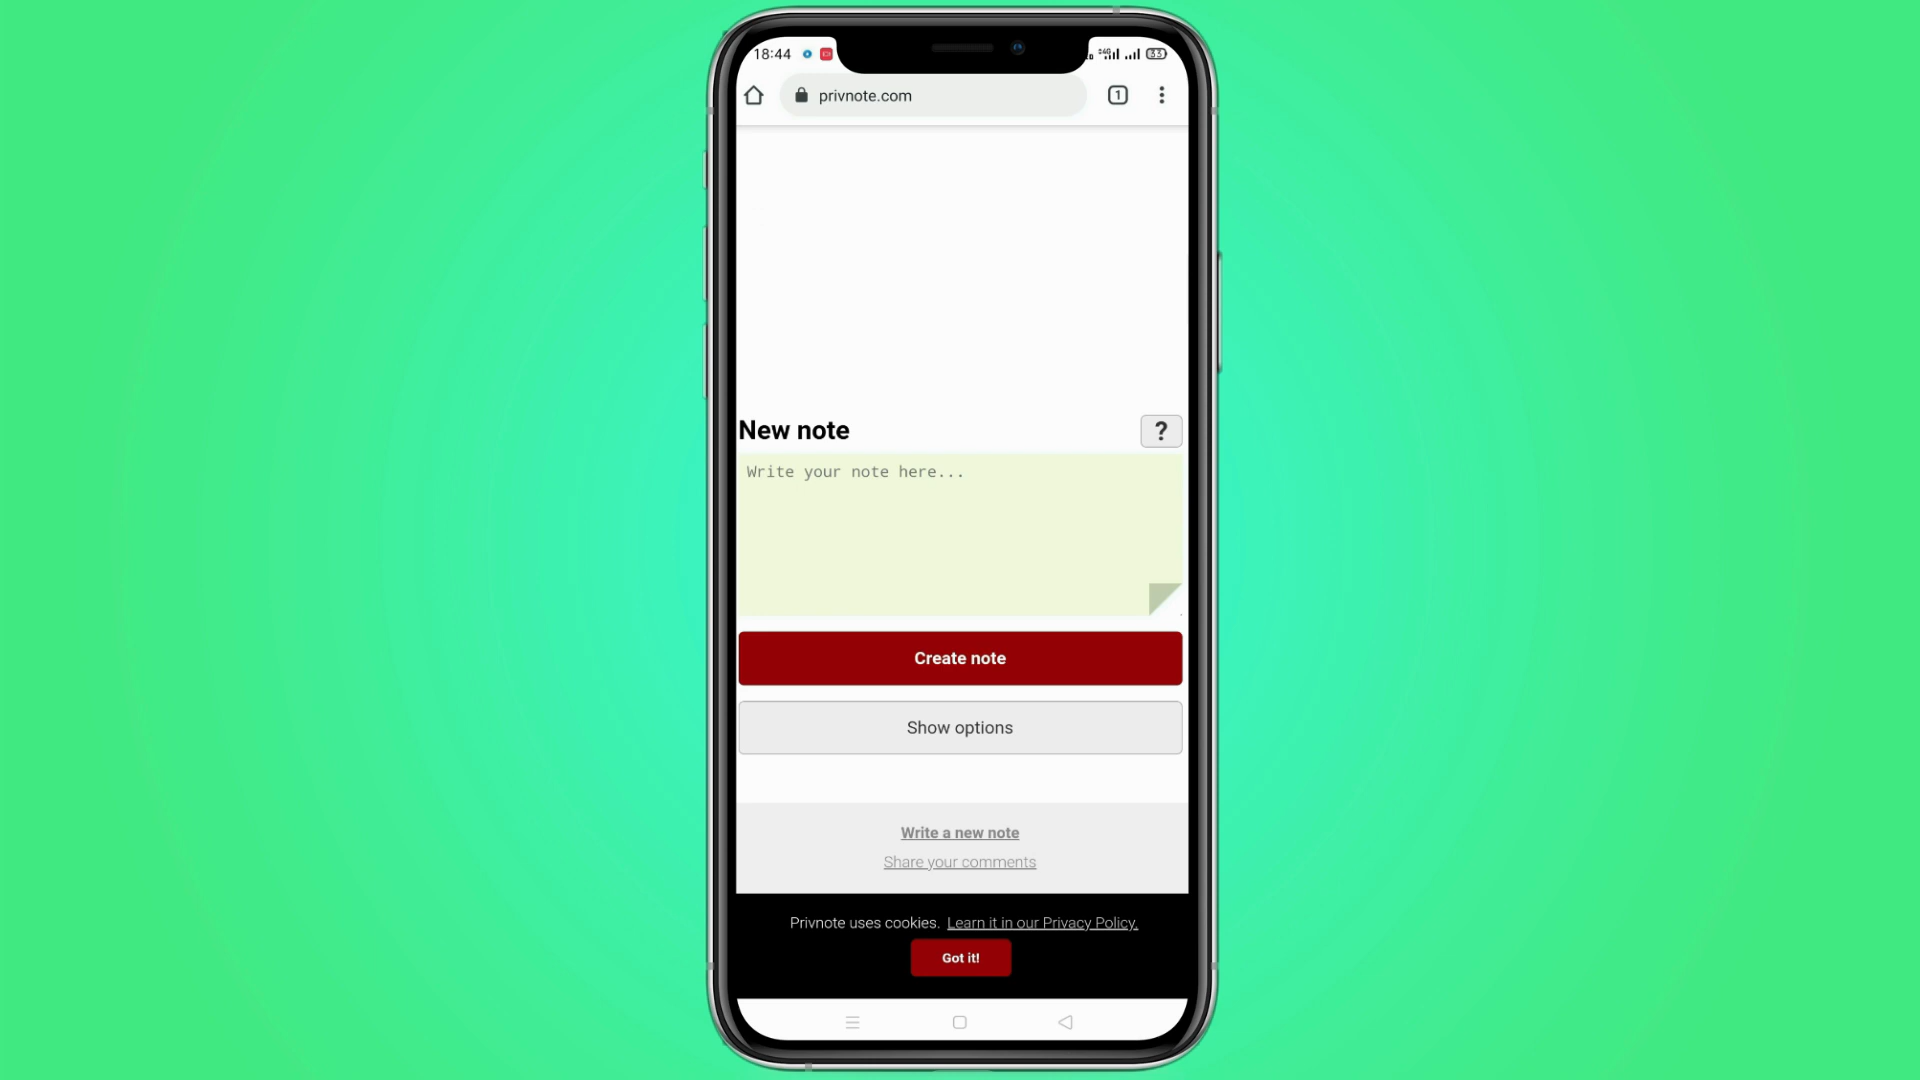 18:44
privnote.com
1
New note
?
Write your note here...
Create note
Show options
Write a new note
Share your comments
Privnote uses cookies. Learn it in our Privacy Policy.
Got it!